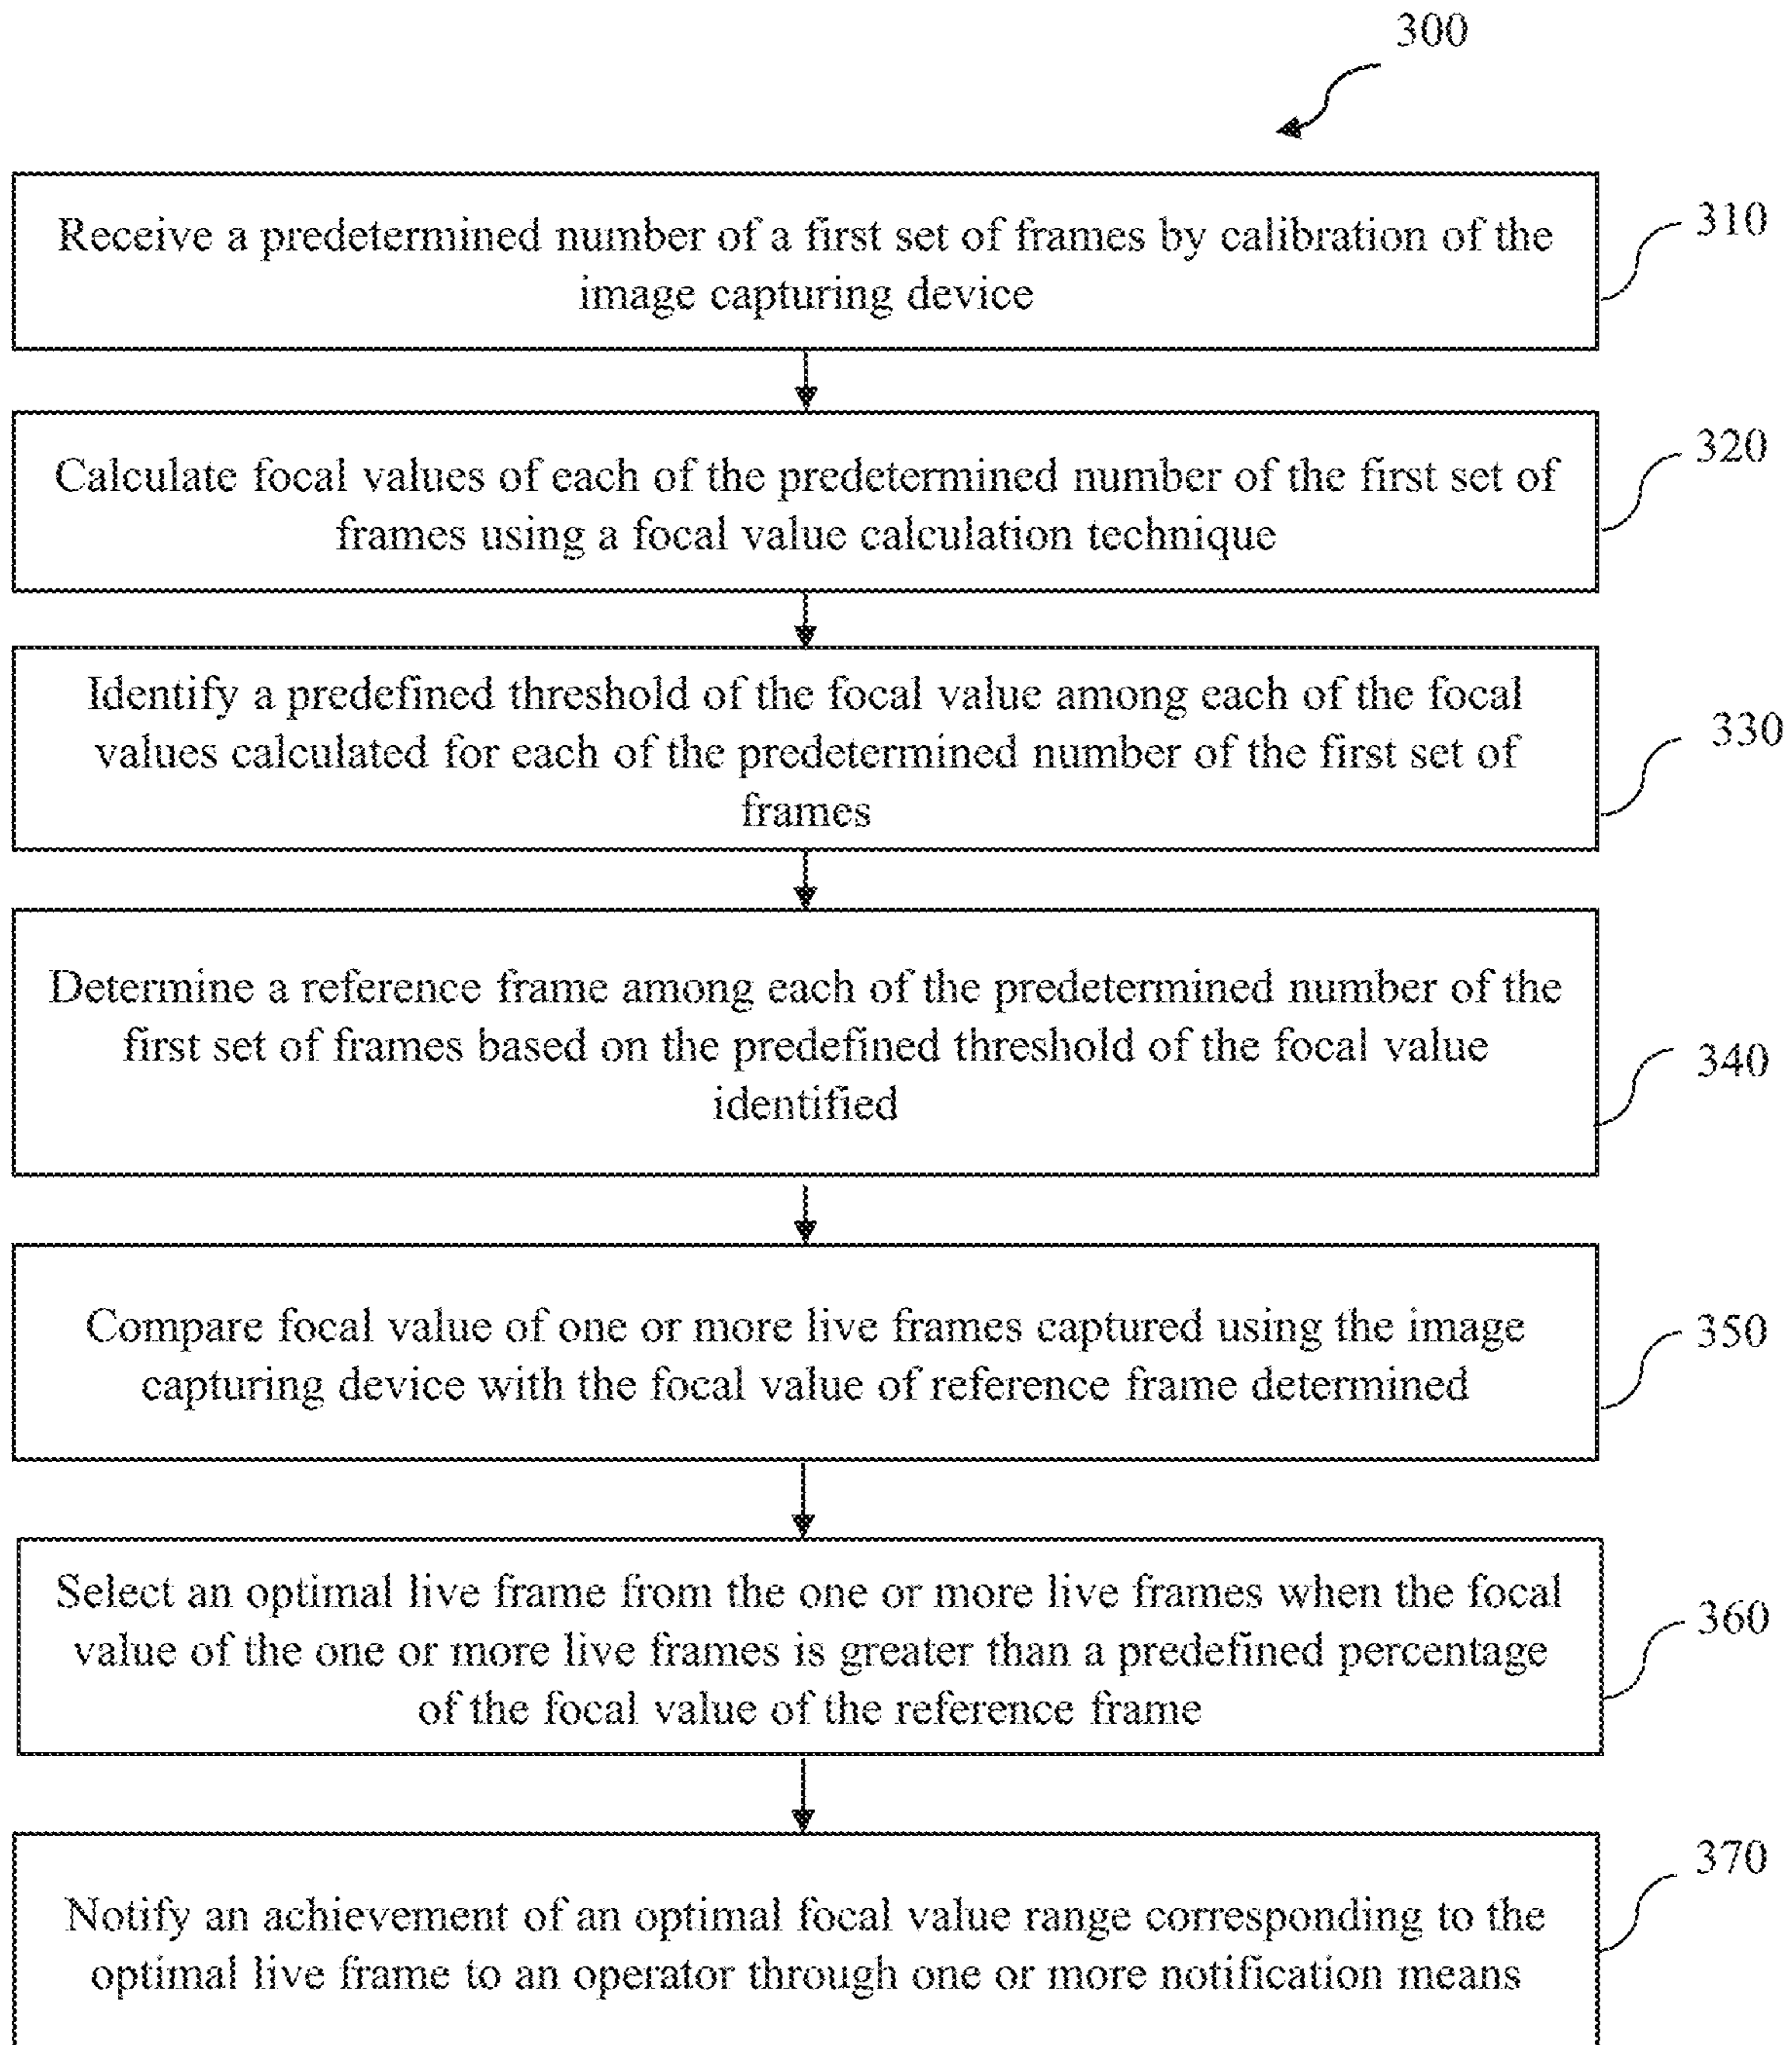 300
Receive a predetermined number of a first set of frames by calibration of the
image capturing device
310
Calculate focal values of each of the predetermined number of the first set of
frames using a focal value calculation technique
320
Identify a predefined threshold of the focal value among each of the focal
values calculated for each of the predetermined number of the first set of
frames
330
Determine a reference frame among each of the predetermined number of the
first set of frames based on the predefined threshold of the focal value
identified
340
Compare focal value of one or more live frames captured using the image
capturing device with the focal value of reference frame determined
350
Select an optimal live frame from the one or more live frames when the focal
value of the one or more live frames is greater than a predefined percentage
of the focal value of the reference frame
360
Notify an achievement of an optimal focal value range corresponding to the
optimal live frame to an operator through one or more notification means
370